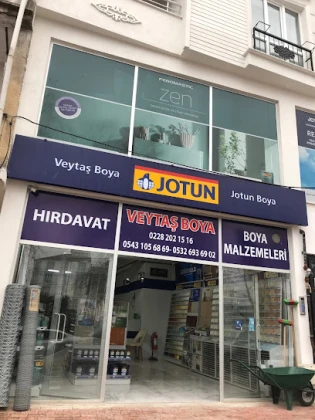 FENOMASTIC
zen
Veytaş Boya
JOTUN
Jotun Boya
HIRDAVAT
VEYTAŞ BOYA
0228 202 15 16
0543 105 68 69- 0532 693 69 02
BOYA
MALZEMELERİ